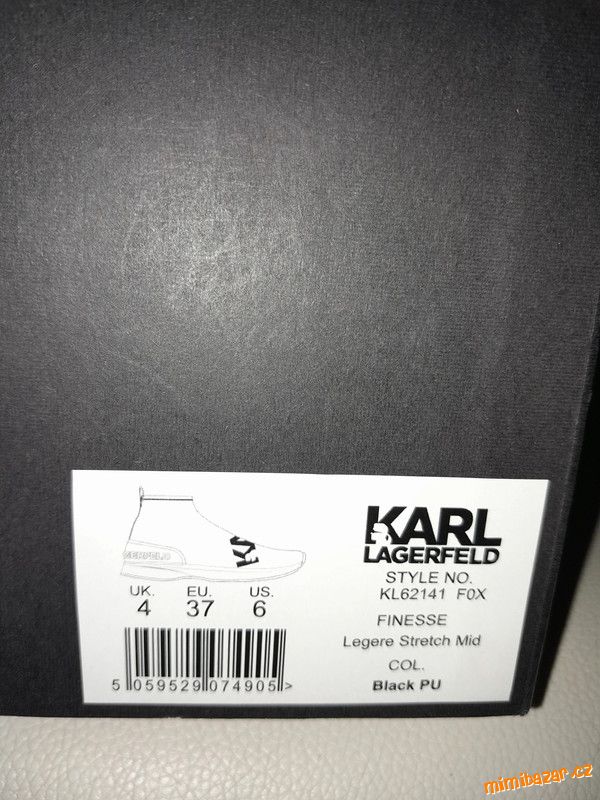 KARL
LAGERFELD
STYLE NO.
KL62141 F0X
FINESSE
Legere Stretch Mid
COL.
Black PU
UK. EU. US.
4 37 6
5 059529 074905 >
mimibazar.cz